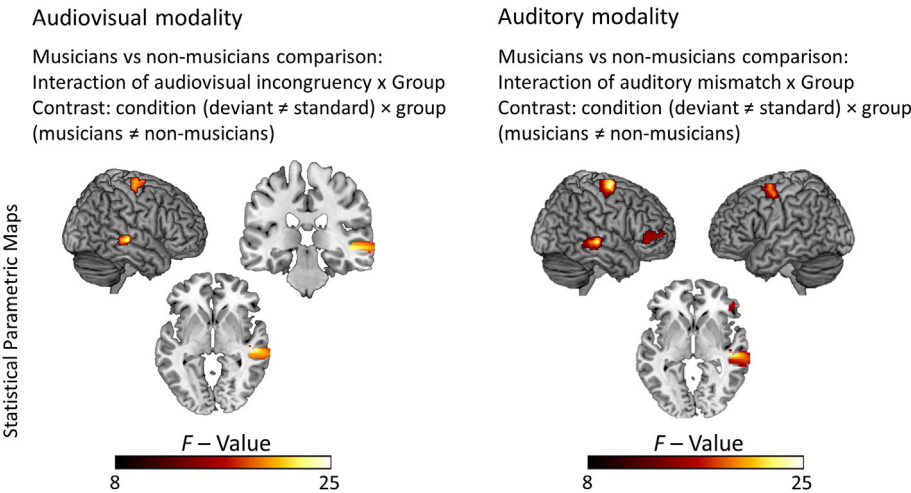 Audiovisual modality
Musicians vs non-musicians comparison:
Interaction of audiovisual incongruency x Group
Contrast: condition (deviant ≠ standard) × group
(musicians ≠ non-musicians)
Auditory modality
Musicians vs non-musicians comparison:
Interaction of auditory mismatch x Group
Contrast: condition (deviant ≠ standard) × group
(musicians ≠ non-musicians)
Statistical Parametric Maps
F – Value
8 25
F – Value
8 25